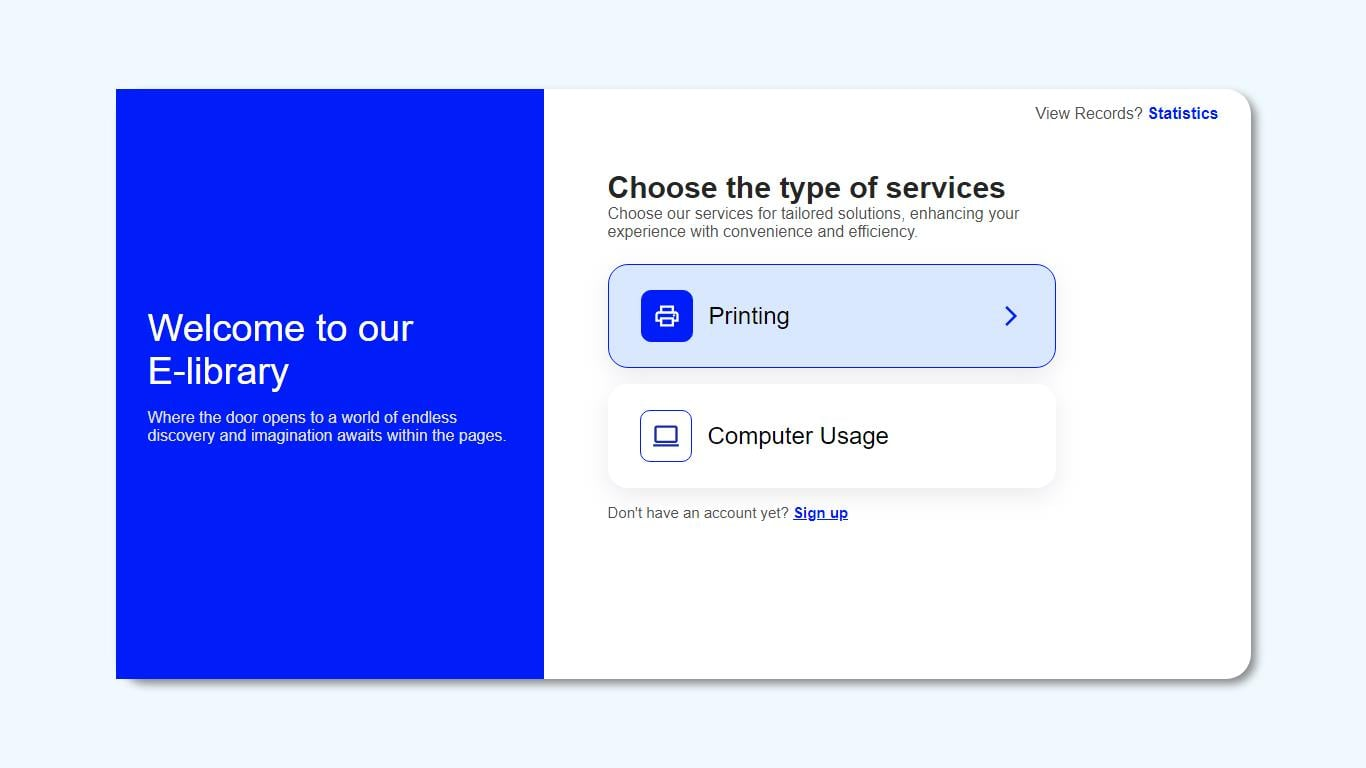 View Records? Statistics
Welcome to our
E-library
Where the door opens to a world of endless
discovery and imagination awaits within the pages.
Choose the type of services
Choose our services for tailored solutions, enhancing your
experience with convenience and efficiency.
Printing
Computer Usage
Don't have an account yet? Sign up